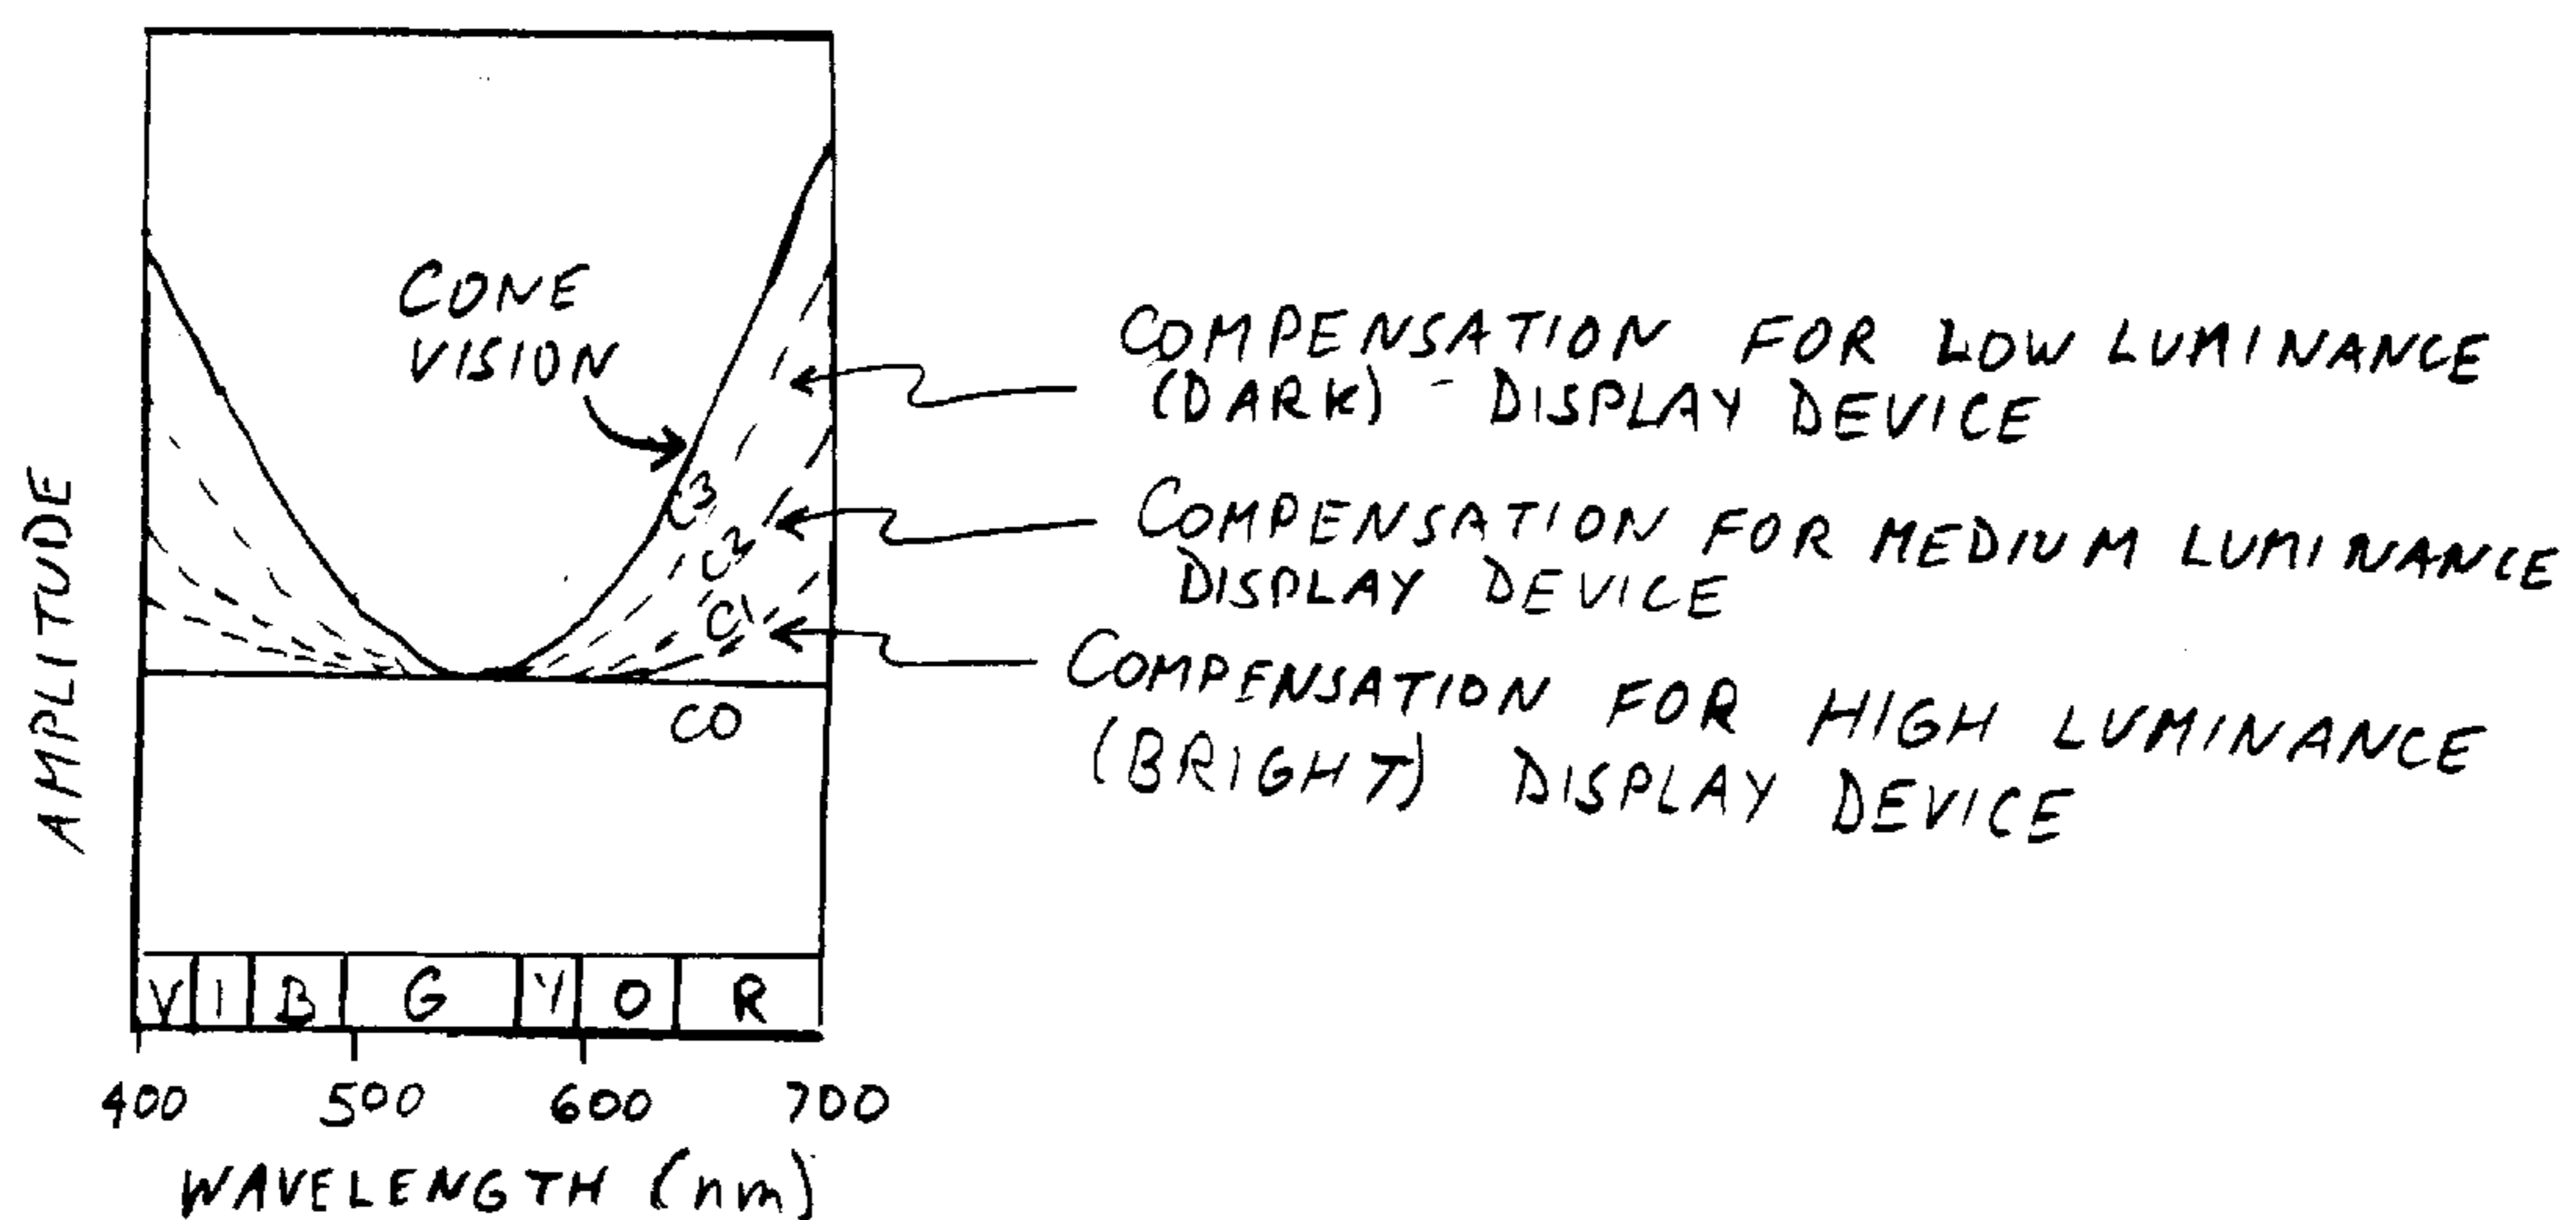 CONE
VISION
COMPENSATION FOR LOW LUMINANCE
(DARK) - DISPLAY DEVICE
C3
COMPENSATION FOR MEDIUM LUMINANCE
DISPLAY DEVICE
C2
C1
COMPENSATION FOR HIGH LUMINANCE
(BRIGHT) DISPLAY DEVICE
C0
AMPLITUDE
V I B G Y O R
400 500 600 700
WAVELENGTH (nm)